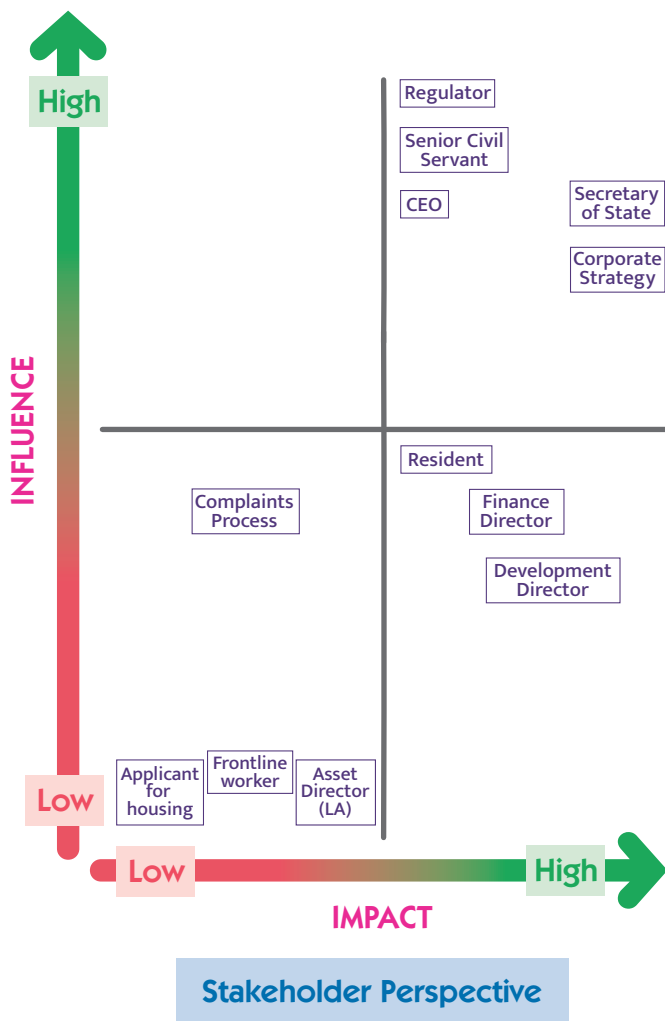 High
Regulator
Senior Civil
Servant
CEO
Secretary
of State
Corporate
Strategy
INFLUENCE
Resident
Complaints
Process
Finance
Director
Development
Director
Applicant
for
housing
Frontline
worker
Asset
Director
(LA)
Low
Low
High
IMPACT
Stakeholder Perspective